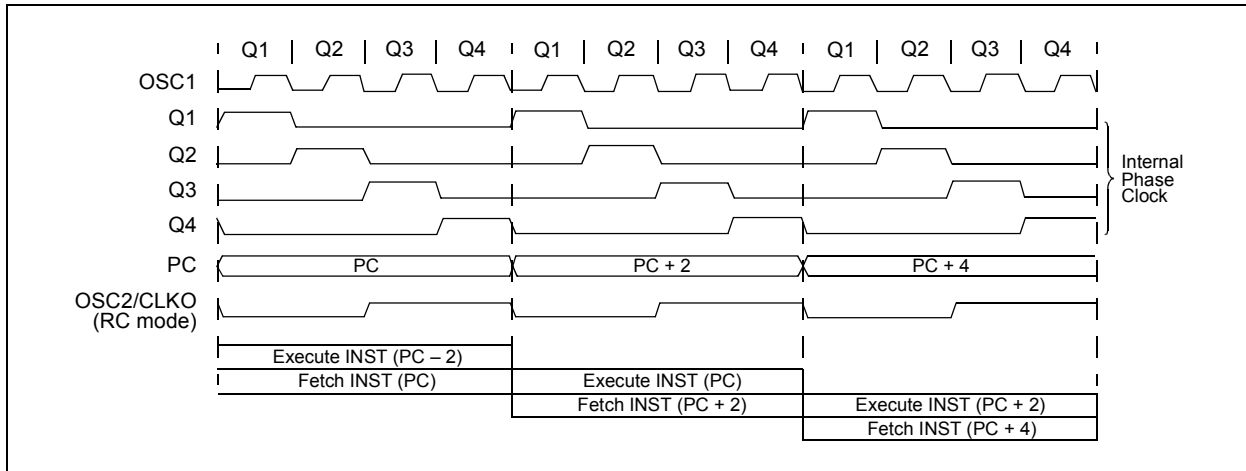 Q1 | Q2 | Q3 | Q4 | Q1 | Q2 | Q3 | Q4 | Q1 | Q2 | Q3 | Q4
OSC1
Q1
Q2
Q3
Q4
Internal
Phase
Clock
PC PC PC + 2 PC + 4
OSC2/CLKO
(RC mode)
Execute INST (PC – 2)
Fetch INST (PC) Execute INST (PC)
Fetch INST (PC + 2) Execute INST (PC + 2)
Fetch INST (PC + 4)